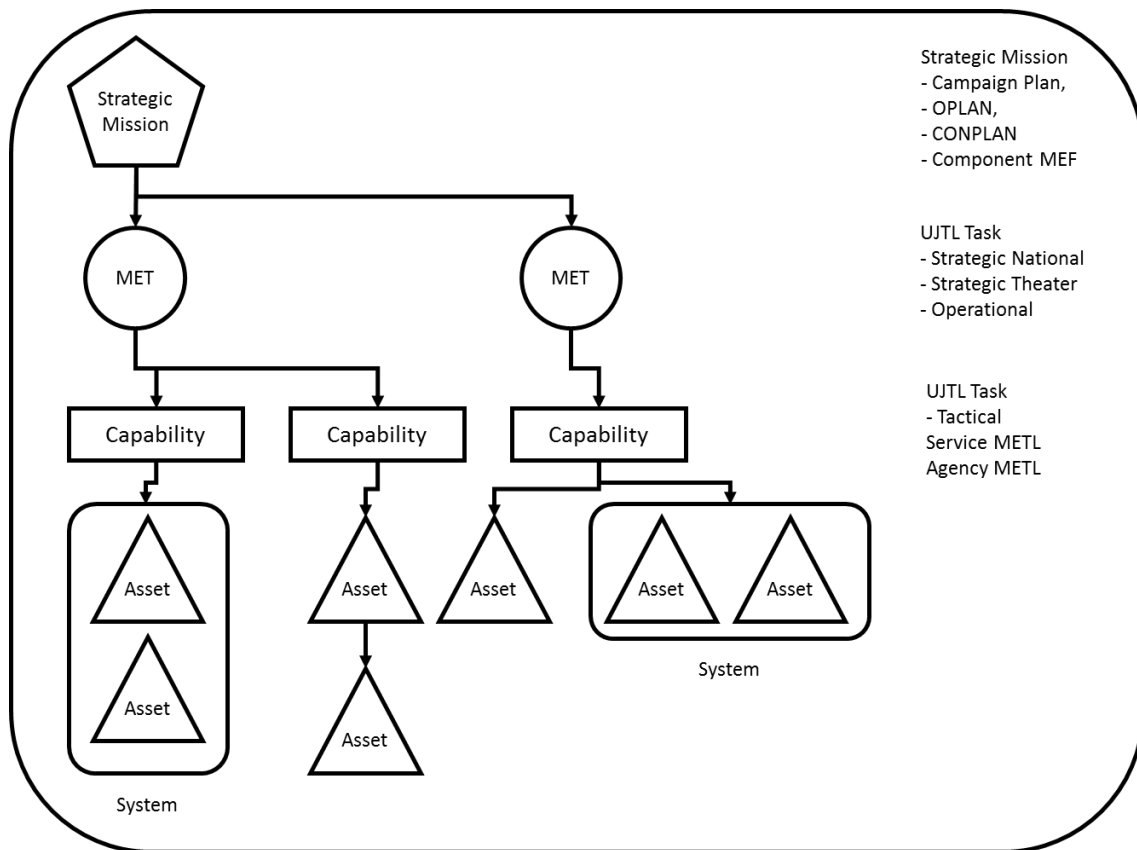 Strategic
Mission
Strategic Mission
- Campaign Plan,
- OPLAN,
- CONPLAN
- Component MEF
MET
MET
UJTL Task
- Strategic National
- Strategic Theater
- Operational
Capability
Capability
Capability
UJTL Task
- Tactical
Service METL
Agency METL
Asset
Asset
Asset
Asset
Asset
System
Asset
Asset
System